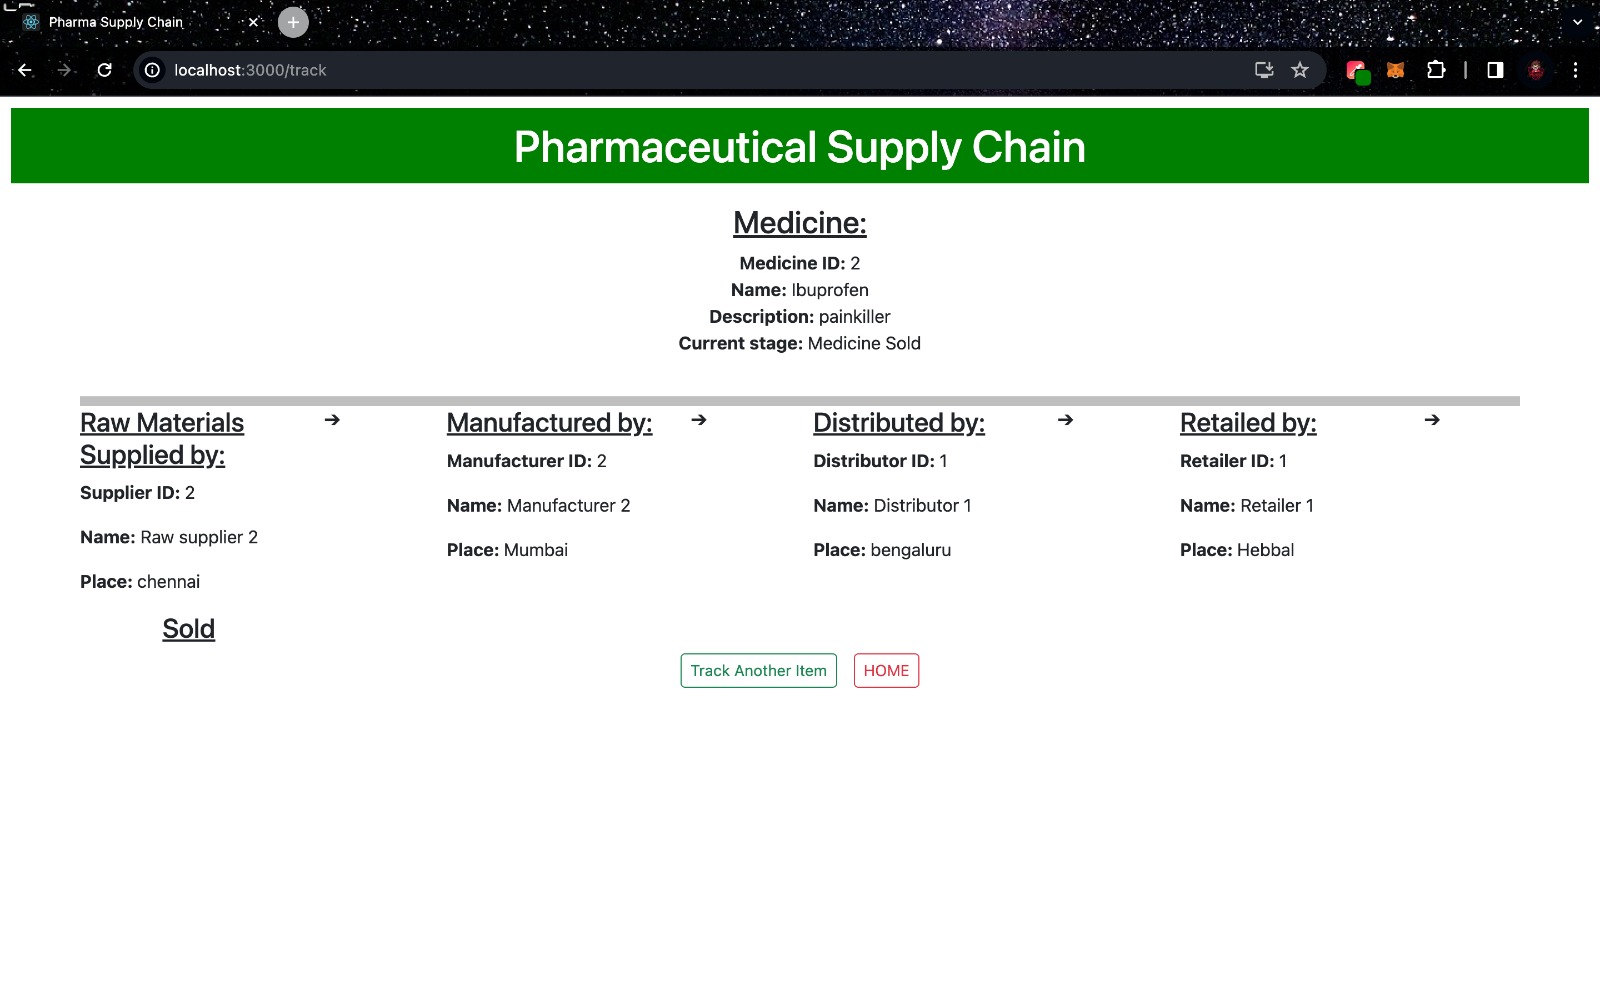 Pharma Supply Chain
localhost:3000/track
Pharmaceutical Supply Chain
Medicine:
Medicine ID: 2
Name: Ibuprofen
Description: painkiller
Current stage: Medicine Sold
Raw Materials
Supplied by:
Supplier ID: 2
Name: Raw supplier 2
Place: chennai
Manufactured by:
Manufacturer ID: 2
Name: Manufacturer 2
Place: Mumbai
Distributed by:
Distributor ID: 1
Name: Distributor 1
Place: bengaluru
Retailed by:
Retailer ID: 1
Name: Retailer 1
Place: Hebbal
Sold
Track Another Item
HOME